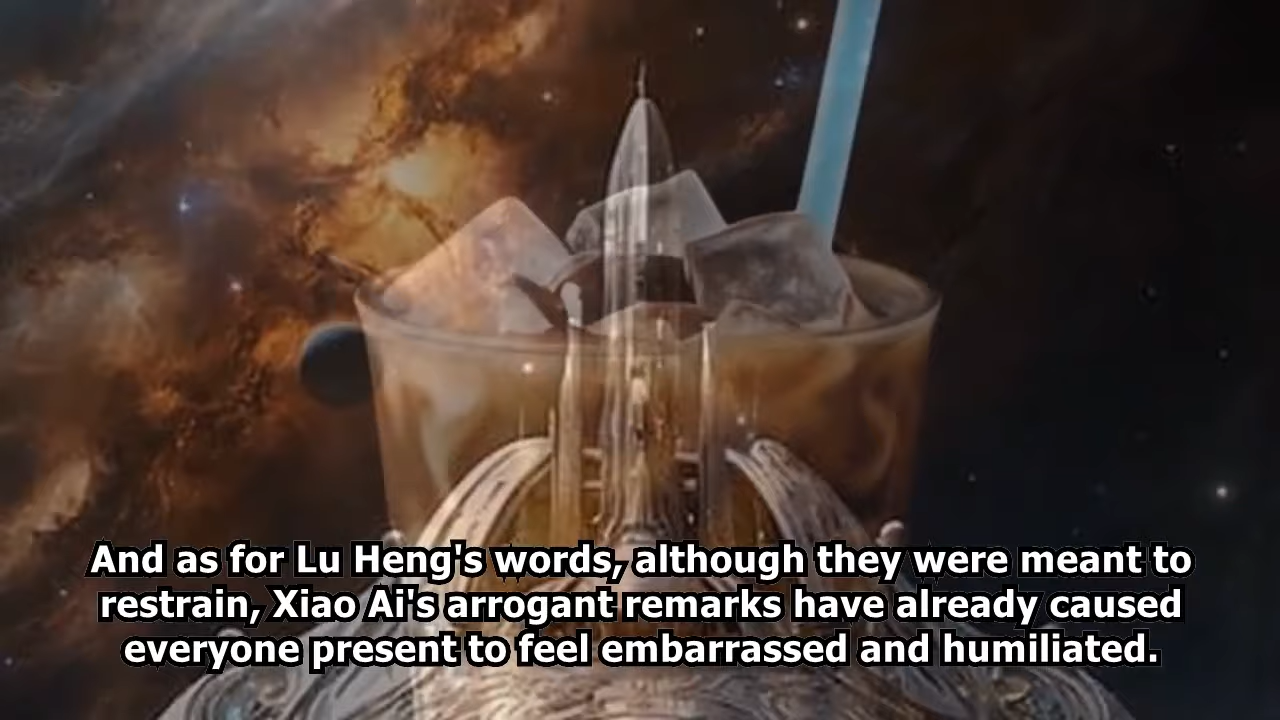 And as for Lu Heng's words, although they were meant to
restrain, Xiao Ai's arrogant remarks have already caused
everyone present to feel embarrassed and humiliated.